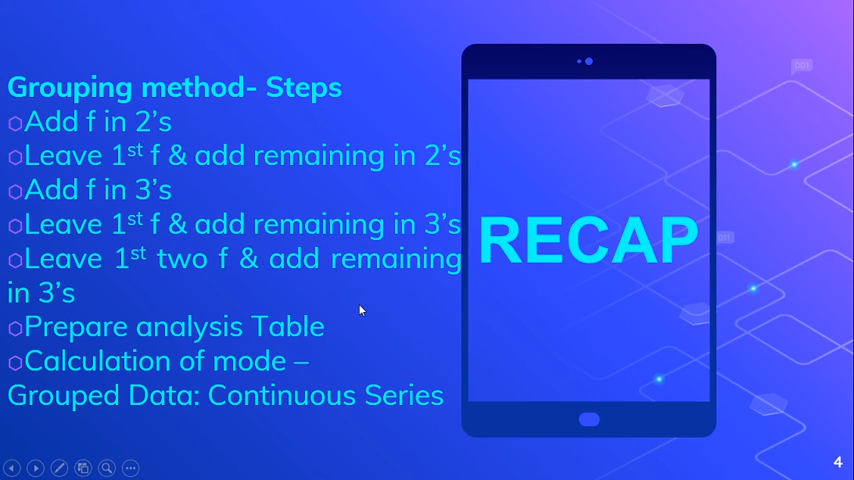 Grouping method- Steps
Add f in 2's
Leave 1st f & add remaining in 2's
Add f in 3's
Leave 1st f & add remaining in 3's
Leave 1st two f & add remaining
in 3's
Prepare analysis Table
Calculation of mode –
Grouped Data: Continuous Series
RECAP
001
001
4